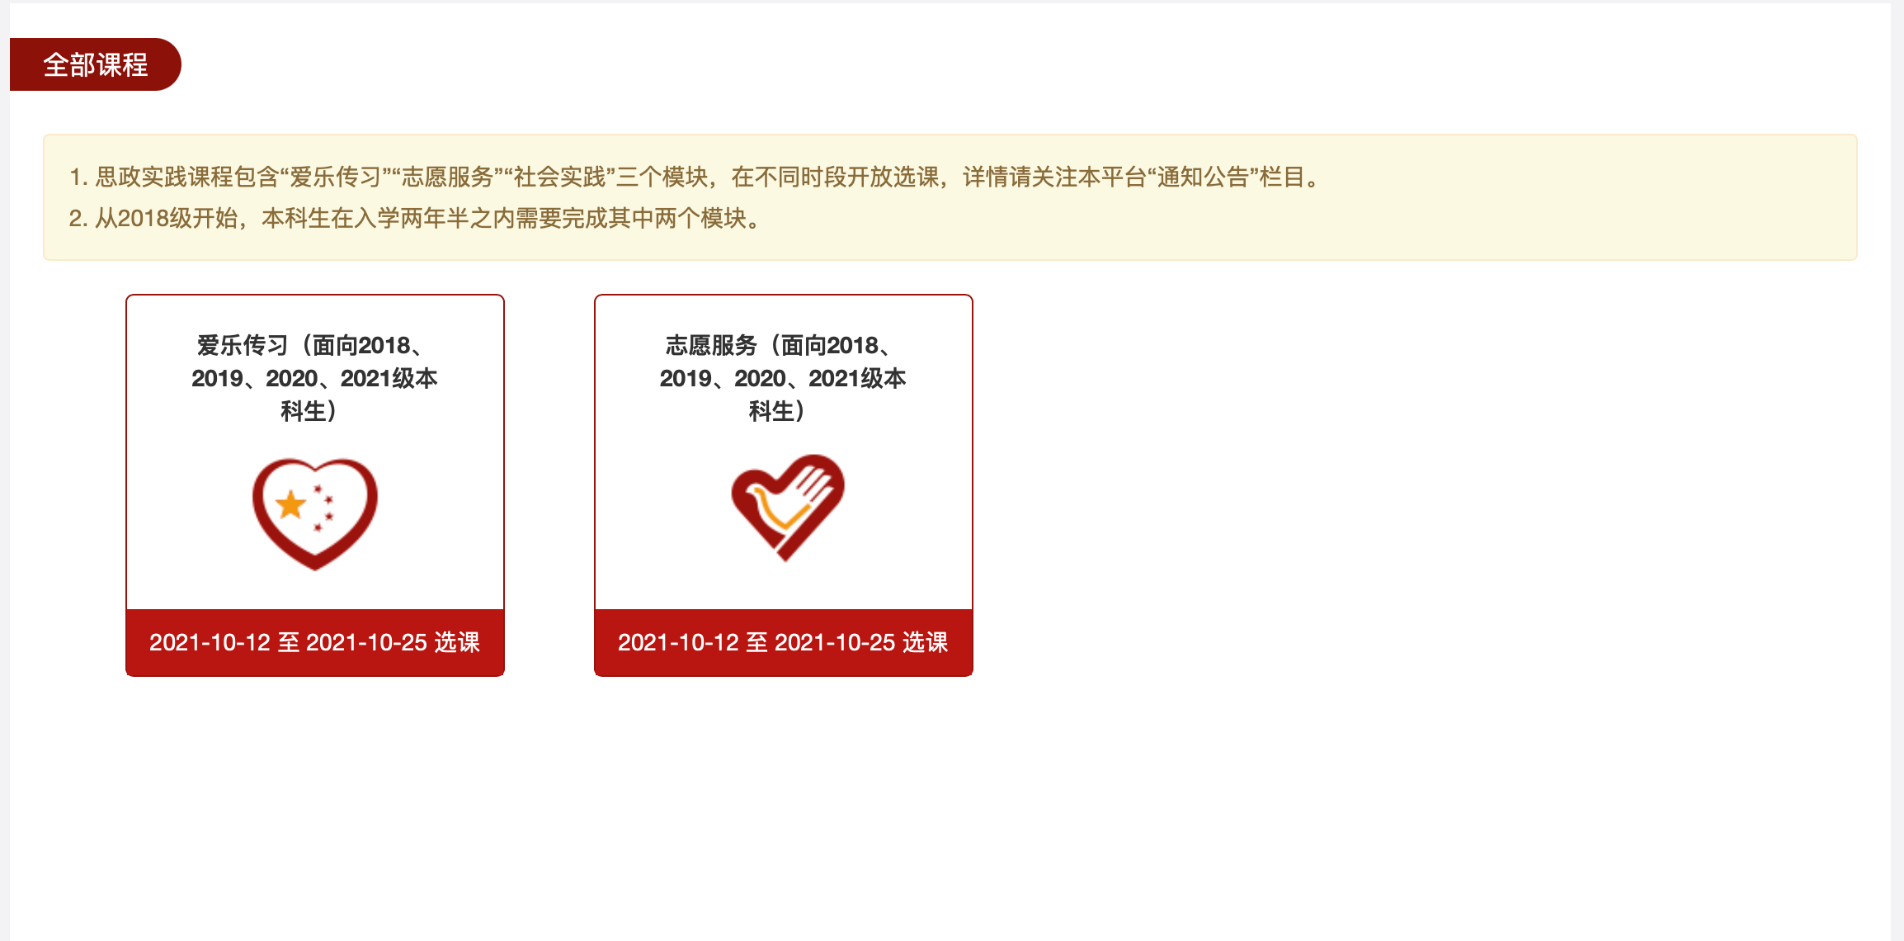 全部课程
1. 思政实践课程包含“爱乐传习”“志愿服务”“社会实践”三个模块，在不同时段开放选课，详情请关注本平台“通知公告”栏目。
2. 从2018级开始，本科生在入学两年半之内需要完成其中两个模块。
爱乐传习（面向2018、
2019、2020、2021级本
科生）
2021-10-12 至 2021-10-25 选课
志愿服务（面向2018、
2019、2020、2021级本
科生）
2021-10-12 至 2021-10-25 选课